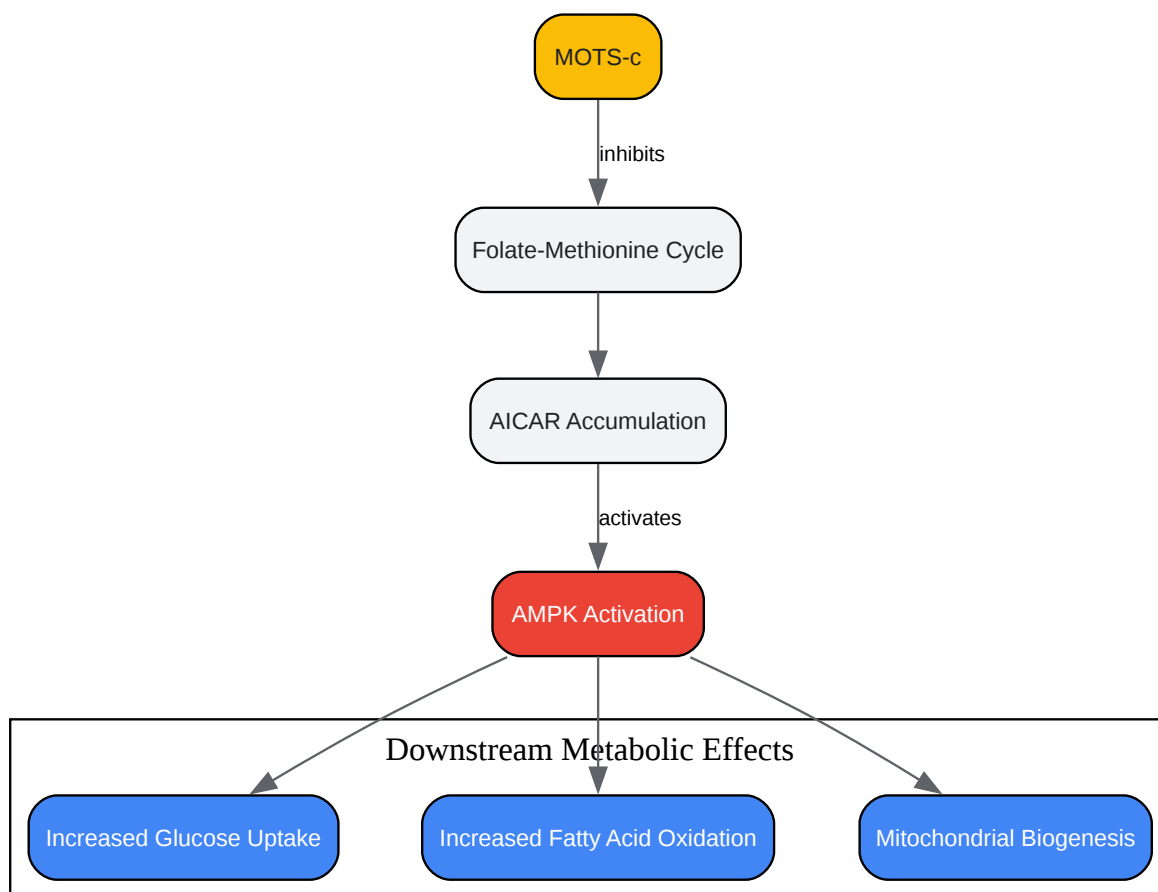 MOTS-c
inhibits
Folate-Methionine Cycle
AICAR Accumulation
activates
AMPK Activation
Downstream Metabolic Effects
Increased Glucose Uptake
Increased Fatty Acid Oxidation
Mitochondrial Biogenesis